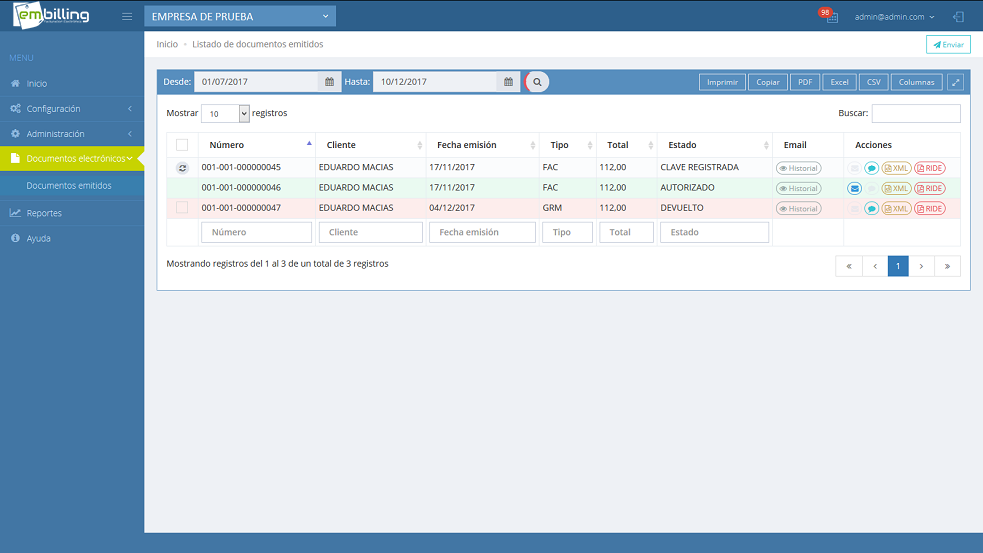 embilling
EMPRESA DE PRUEBA
98
admin@admin.com
MENU
Inicio
Configuración
Administración
Documentos electrónicos
Documentos emitidos
Reportes
Ayuda
Inicio Listado de documentos emitidos
Enviar
Desde: 01/07/2017 Hasta: 10/12/2017
Imprimir Copiar PDF Excel CSV Columnas
Mostrar 10 registros Buscar:
Número Cliente Fecha emisión Tipo Total Estado Email Acciones
001-001-000000045 EDUARDO MACIAS 17/11/2017 FAC 112,00 CLAVE REGISTRADA Historial XML RIDE
001-001-000000046 EDUARDO MACIAS 17/11/2017 FAC 112,00 AUTORIZADO Historial XML RIDE
001-001-000000047 EDUARDO MACIAS 04/12/2017 GRM 112,00 DEVUELTO Historial XML RIDE
Número Cliente Fecha emisión Tipo Total Estado
Mostrando registros del 1 al 3 de un total de 3 registros
« ‹ 1 › »